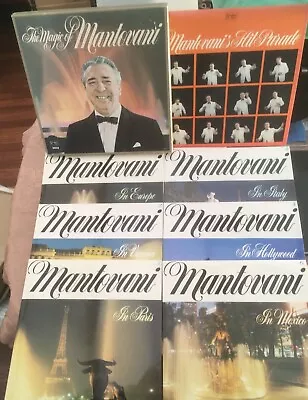 The Magic of Mantovani
Mantovani's Hit Parade
Mantovani
In Europe
Mantovani
In Italy
Mantovani
In Vienna
Mantovani
In Hollywood
Mantovani
In Paris
Mantovani
In Mexico